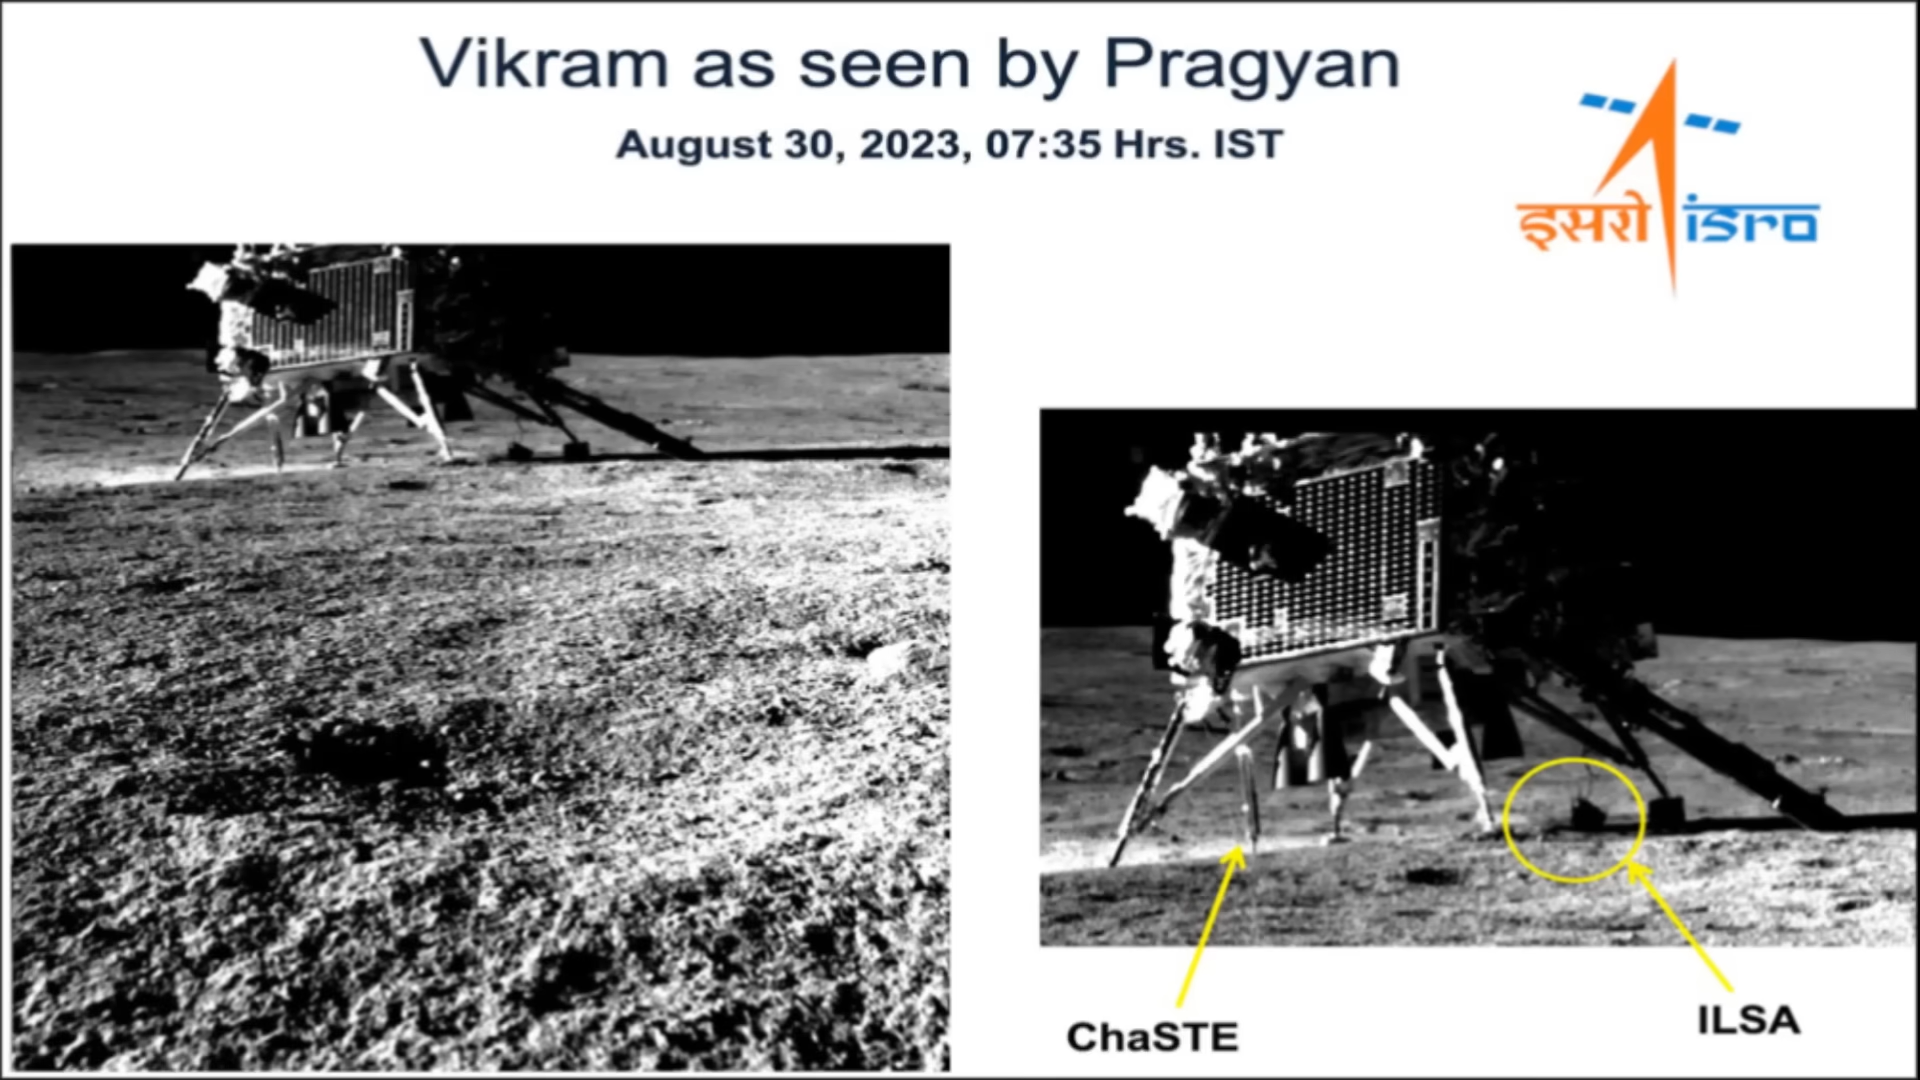 Vikram as seen by Pragyan
August 30, 2023, 07:35 Hrs. IST
इसरो isro
ChaSTE
ILSA